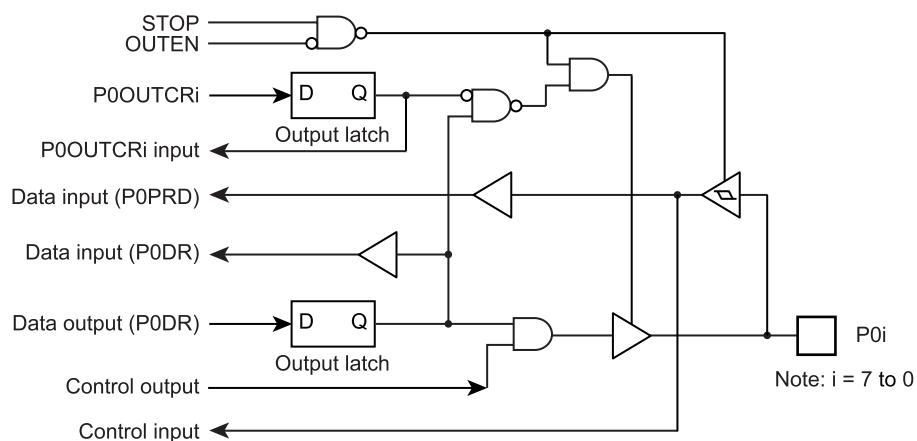 STOP
OUTEN
P0OUTCRi
D Q
Output latch
P0OUTCRi input
Data input (P0PRD)
Data input (P0DR)
Data output (P0DR)
D Q
Output latch
P0i
Note: i = 7 to 0
Control output
Control input